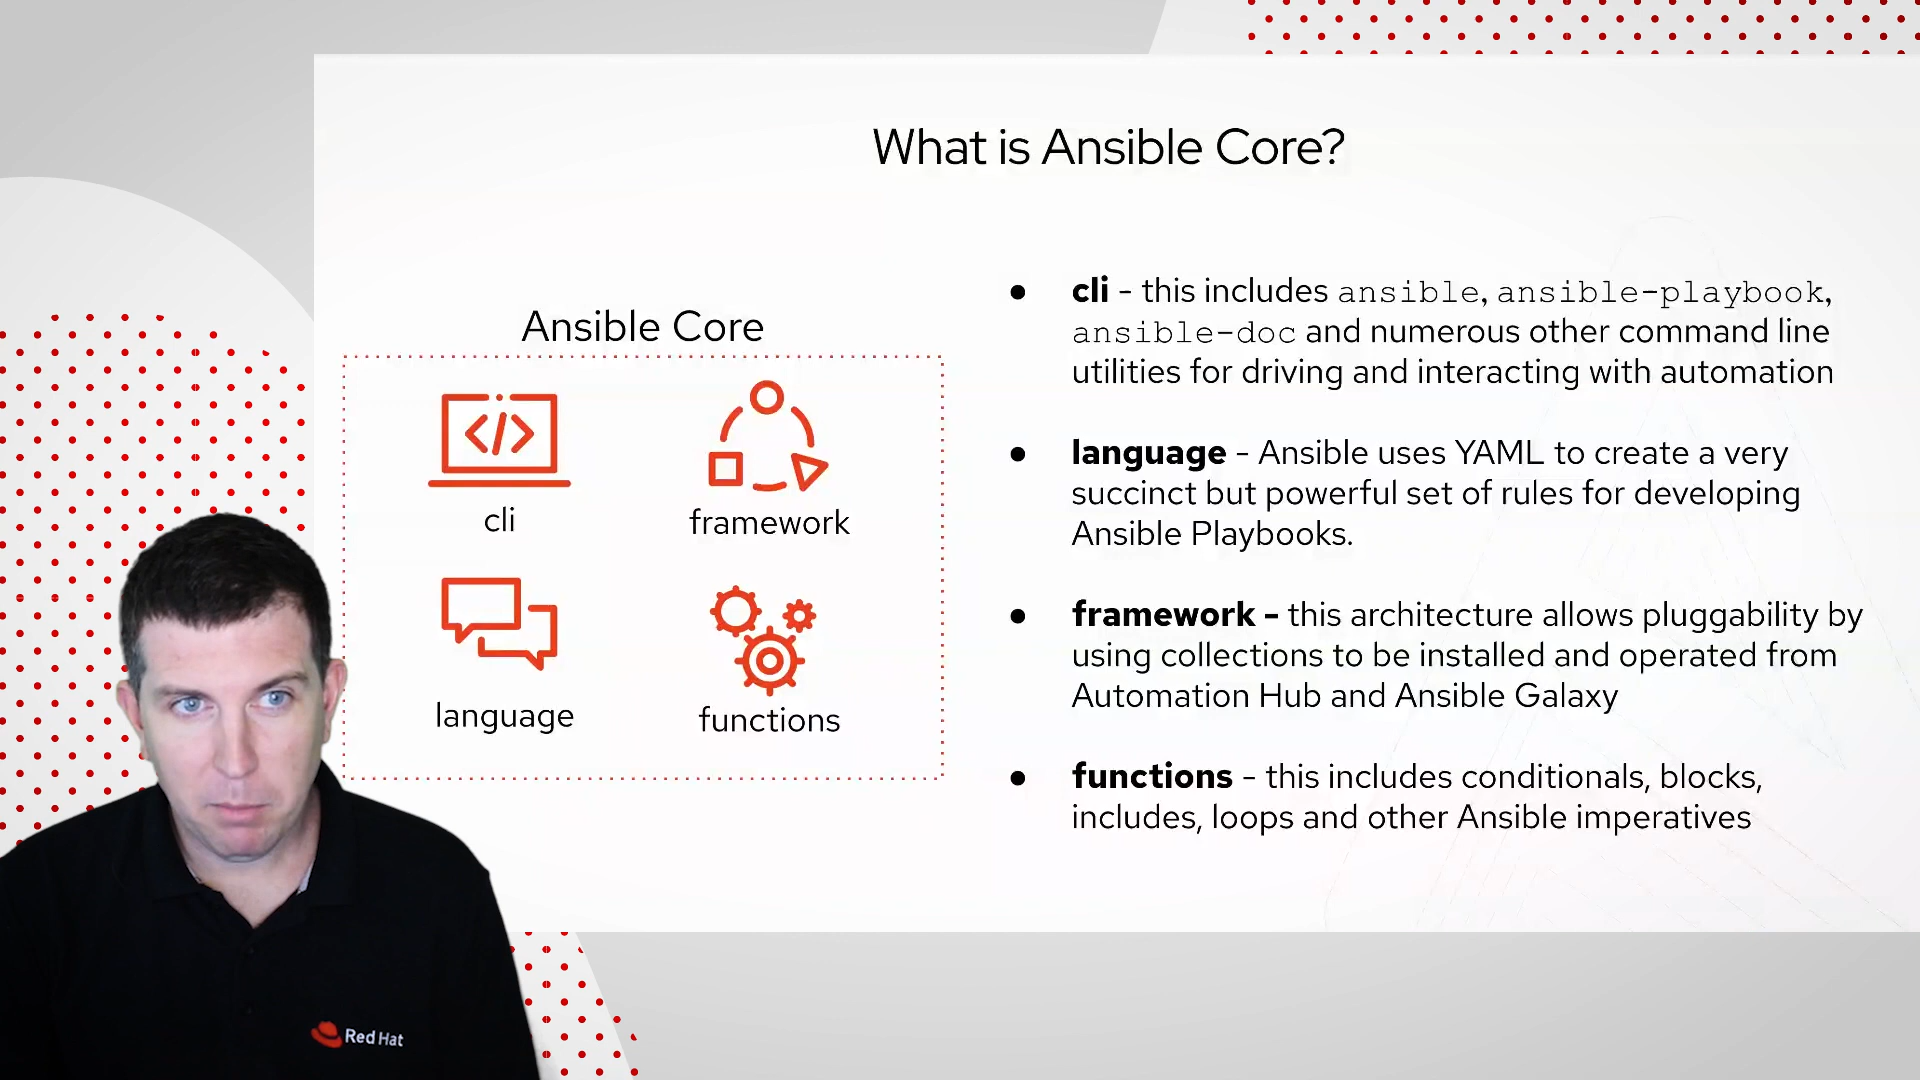 What is Ansible Core?
Ansible Core
cli
framework
language
functions
● cli - this includes ansible, ansible-playbook,
ansible-doc and numerous other command line
utilities for driving and interacting with automation
● language - Ansible uses YAML to create a very
succinct but powerful set of rules for developing
Ansible Playbooks.
● framework - this architecture allows pluggability by
using collections to be installed and operated from
Automation Hub and Ansible Galaxy
● functions - this includes conditionals, blocks,
includes, loops and other Ansible imperatives
Red Hat